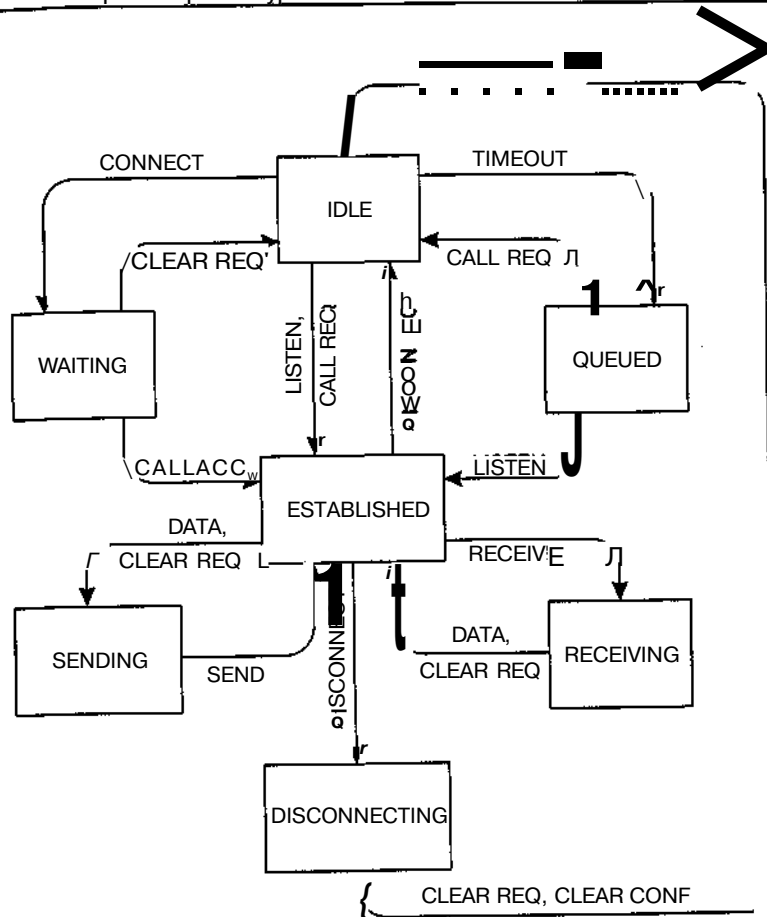 CONNECT
TIMEOUT
IDLE
CLEAR REQ'
CALL REQ Л
LISTEN,
CALL REQ
WAITING
QUEUED
CALLACC
LISTEN
ESTABLISHED
DATA,
CLEAR REQ
RECEIVE
SENDING
SEND
DATA,
CLEAR REQ
RECEIVING
DISCONNECTING
CLEAR REQ, CLEAR CONF